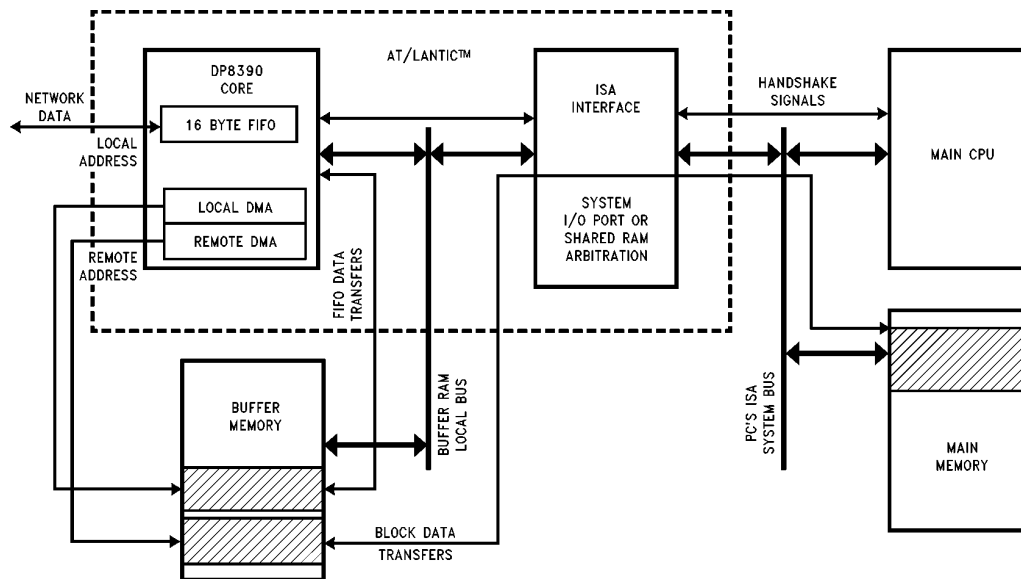 AT/LANTIC™
DP8390
CORE
16 BYTE FIFO
LOCAL DMA
REMOTE DMA
NETWORK
DATA
LOCAL
ADDRESS
REMOTE
ADDRESS
FIFO DATA
TRANSFERS
ISA
INTERFACE
SYSTEM
I/O PORT OR
SHARED RAM
ARBITRATION
HANDSHAKE
SIGNALS
MAIN CPU
BUFFER
MEMORY
BUFFER RAM
LOCAL BUS
BLOCK DATA
TRANSFERS
PC'S ISA
SYSTEM BUS
MAIN
MEMORY